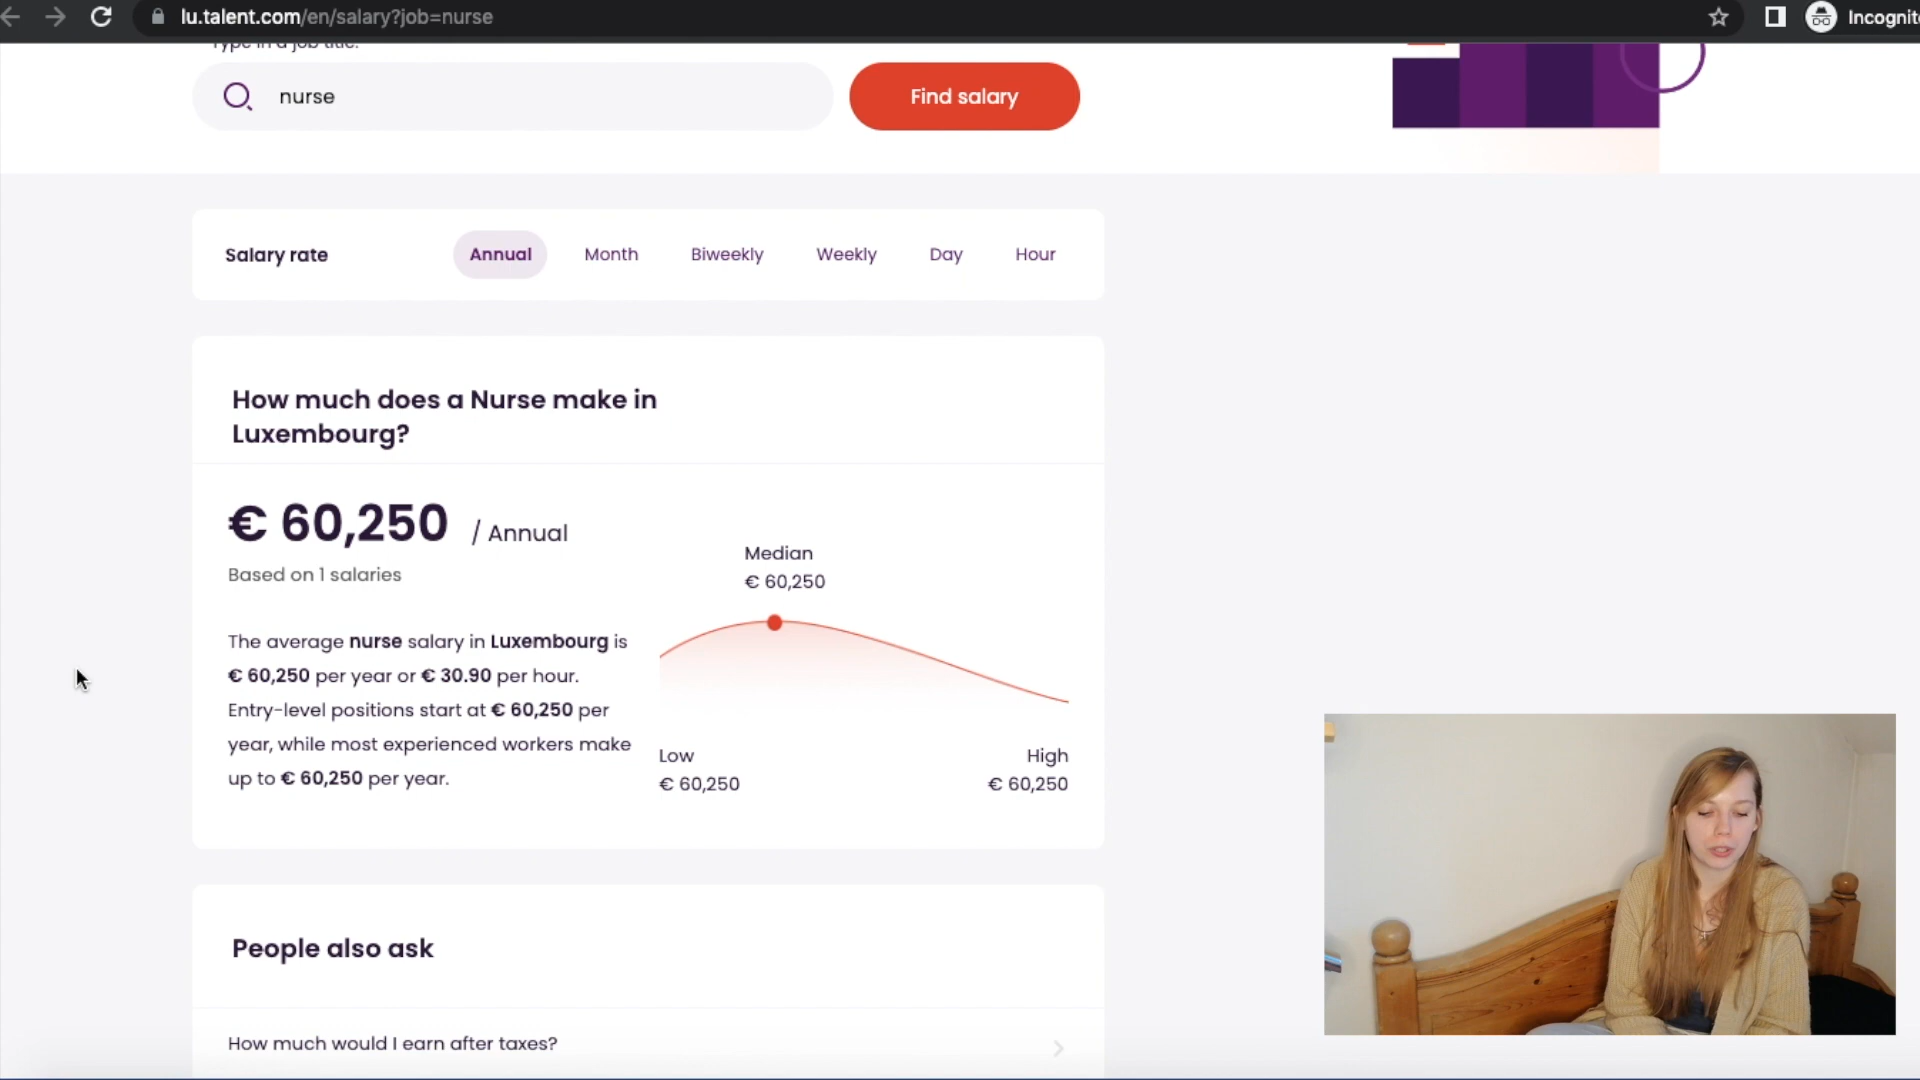 lu.talent.com/en/salary?job=nurse
Incognit
Type in a job title.
nurse
Find salary
Salary rate
Annual
Month
Biweekly
Weekly
Day
Hour
How much does a Nurse make in
Luxembourg?
€ 60,250 / Annual
Based on 1 salaries
The average nurse salary in Luxembourg is
€ 60,250 per year or € 30.90 per hour.
Entry-level positions start at € 60,250 per
year, while most experienced workers make
up to € 60,250 per year.
Median
€ 60,250
Low
€ 60,250
High
€ 60,250
People also ask
How much would I earn after taxes?